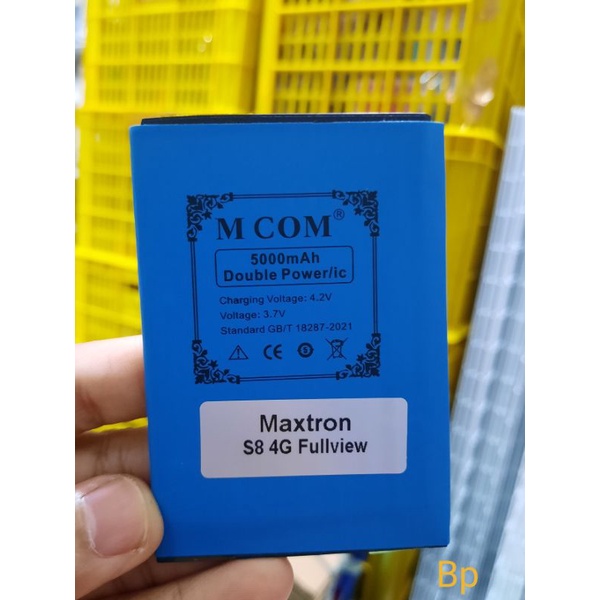 M COM®
5000mAh
Double Power/ic
Charging Voltage: 4.2V
Voltage: 3.7V
Standard GB/T 18287-2021
CE
Maxtron
S8 4G Fullview
Bp